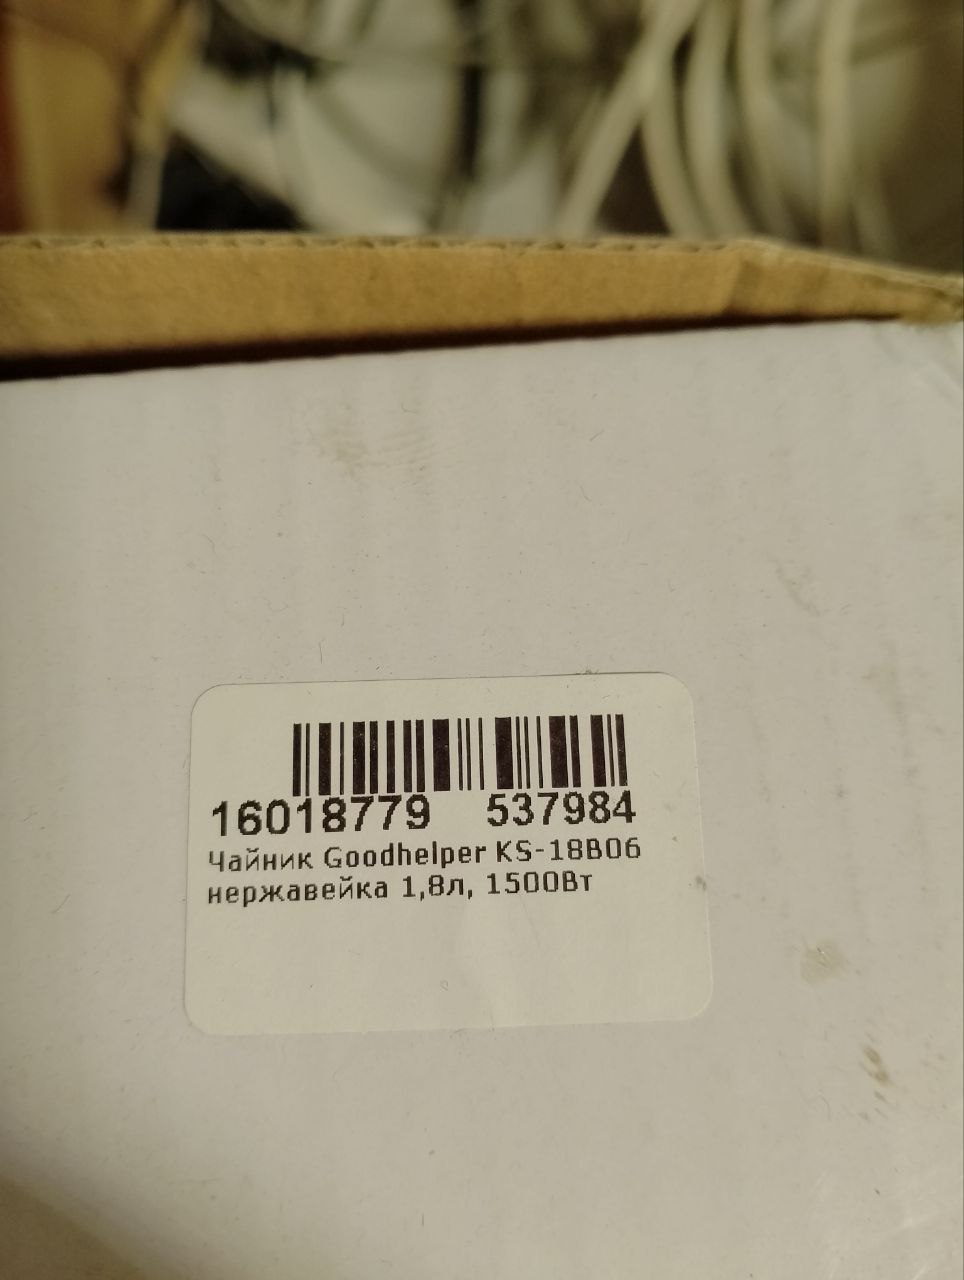 16018779 537984
Чайник Goodhelper KS-18B06
нержавейка 1,8л, 1500Вт